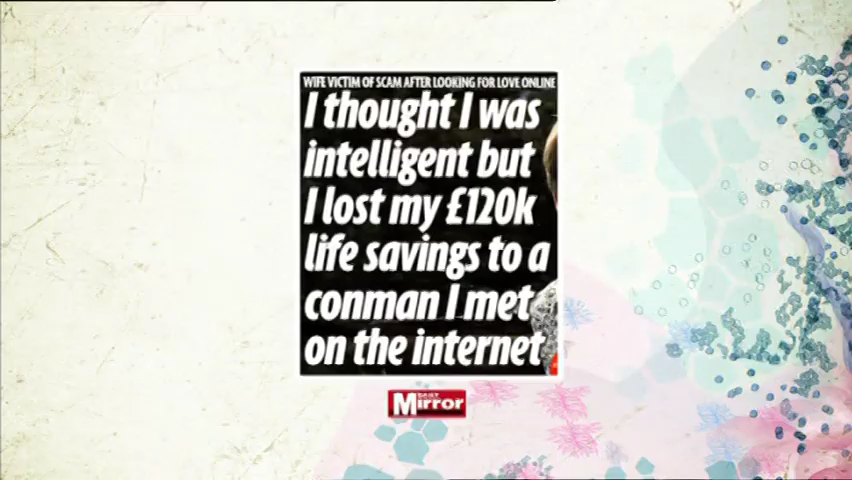 WIFE VICTIM OF SCAM AFTER LOOKING FOR LOVE ONLINE
I thought I was
intelligent but
I lost my £120k
life savings to a
conman I met
on the internet
Mirror